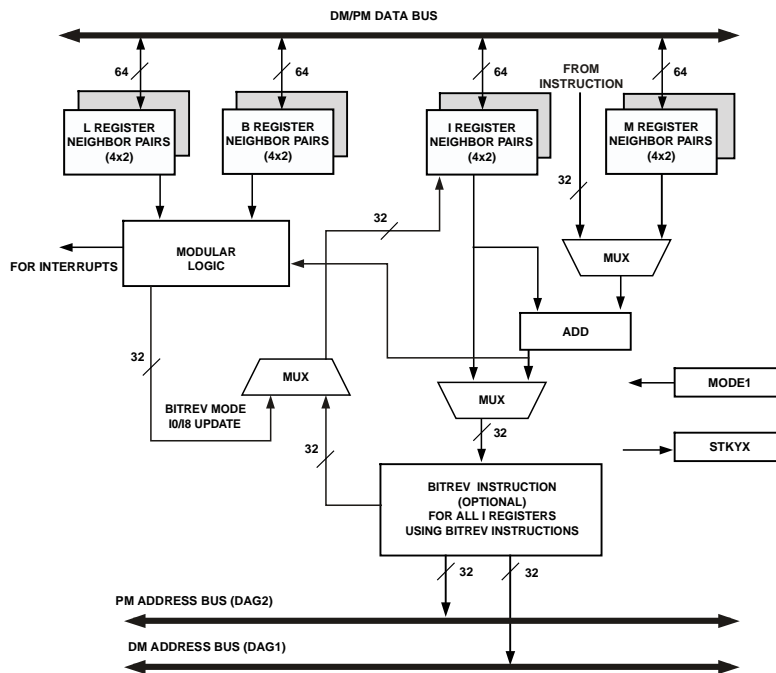 DM/PM DATA BUS
64
64
64
64
FROM
INSTRUCTION
L REGISTER
NEIGHBOR PAIRS
(4x2)
B REGISTER
NEIGHBOR PAIRS
(4x2)
I REGISTER
NEIGHBOR PAIRS
(4x2)
M REGISTER
NEIGHBOR PAIRS
(4x2)
32
32
MODULAR
LOGIC
FOR INTERRUPTS
MUX
ADD
32
MUX
BITREV MODE
I0/I8 UPDATE
MUX
MODE1
32
32
STKYX
BITREV INSTRUCTION
(OPTIONAL)
FOR ALL I REGISTERS
USING BITREV INSTRUCTIONS
32
32
PM ADDRESS BUS (DAG2)
DM ADDRESS BUS (DAG1)